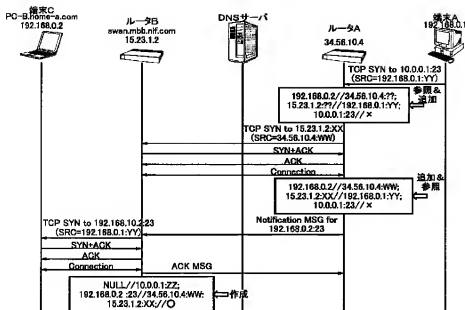 端末C
PC-B.home-a.com
192.168.0.2
ルータB
swan.mbb.nif.com
15.23.1.2
DNSサーバ
ルータA
34.56.10.4
端末A
192.168.0.1
TCP SYN to 10.0.0.1:23
(SRC=192.168.0.1:YY)
192.168.0.2//34.56.10.4:??;
15.23.1.2:??//192.168.0.1:YY;
10.0.0.1:23//×
参照&
追加
TCP SYN to 15.23.1.2:XX
(SRC=34.56.10.4:WW)
SYN+ACK
ACK
Connection
192.168.0.2//34.56.10.4:WW;
15.23.1.2:XX//192.168.0.1:YY;
10.0.0.1:23//×
追加&
参照
TCP SYN to 192.168.10.2:23
(SRC=192.168.0.1:YY)
Notification MSG for
192.168.0.2:23
SYN+ACK
ACK
Connection
ACK MSG
NULL//10.0.0.1:ZZ;
192.168.0.2 :23//34.56.10.4:WW;
15.23.1.2:XX;//○
作成